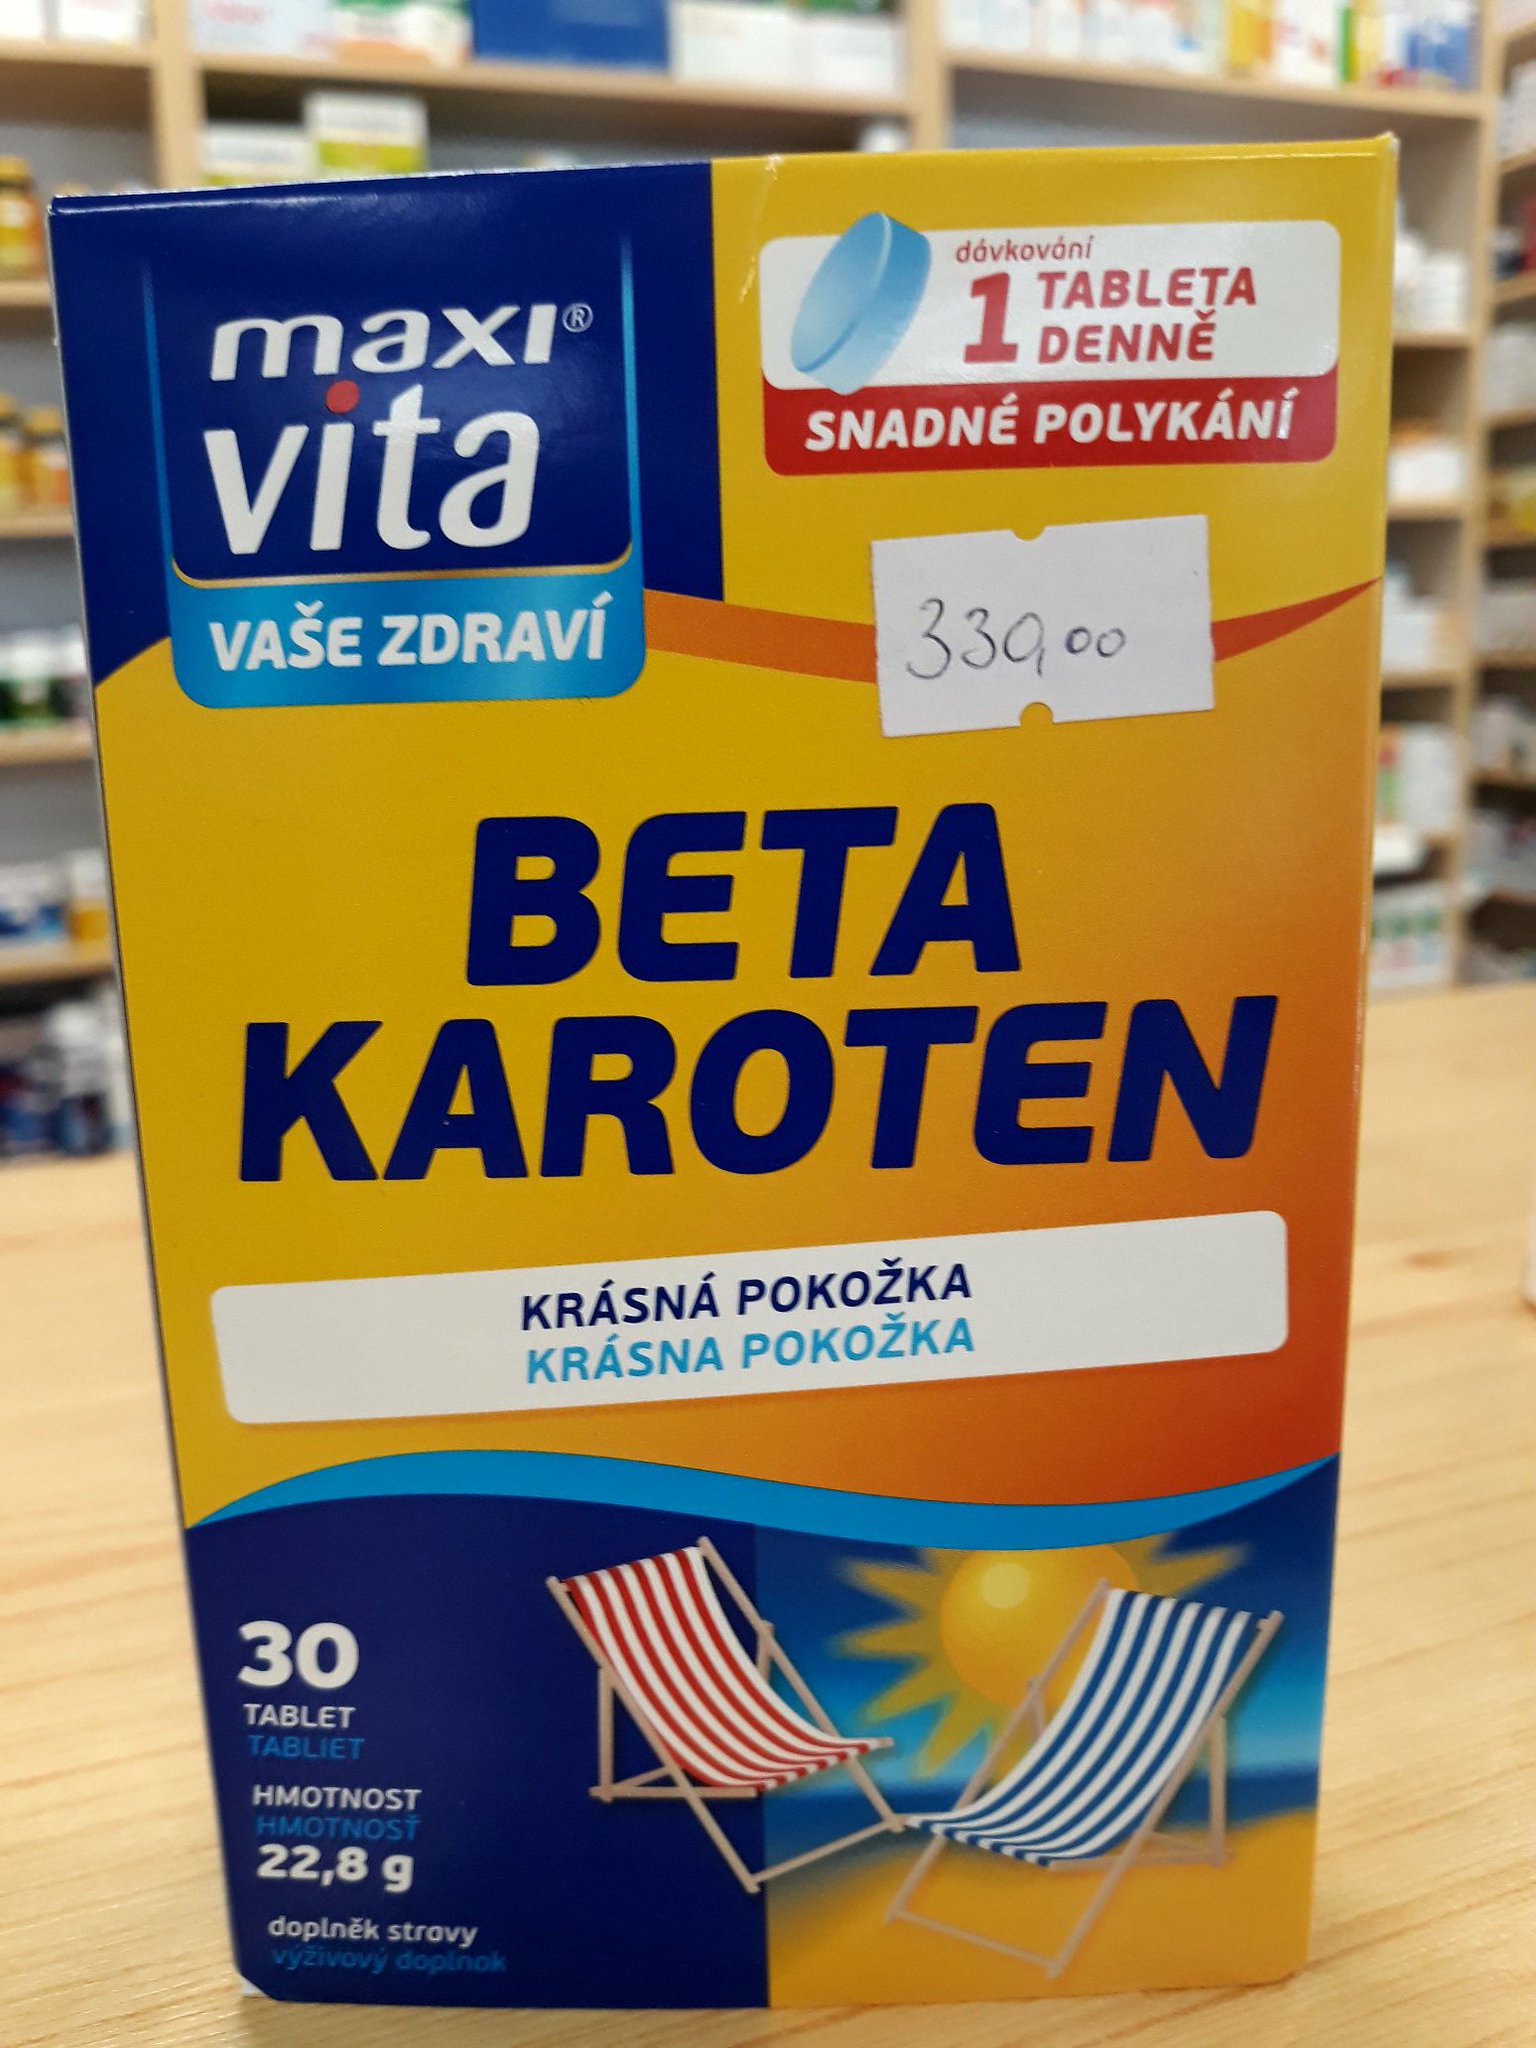 maxi®
vita
VAŠE ZDRAVÍ
dávkování
1 TABLETA
DENNĚ
SNADNÉ POLYKÁNÍ
330,00
BETA
KAROTEN
KRÁSNÁ POKOŽKA
KRÁSNA POKOŽKA
30
TABLET
TABLIET
HMOTNOST
HMOTNOSŤ
22,8 g
doplněk stravy
výživový doplnok